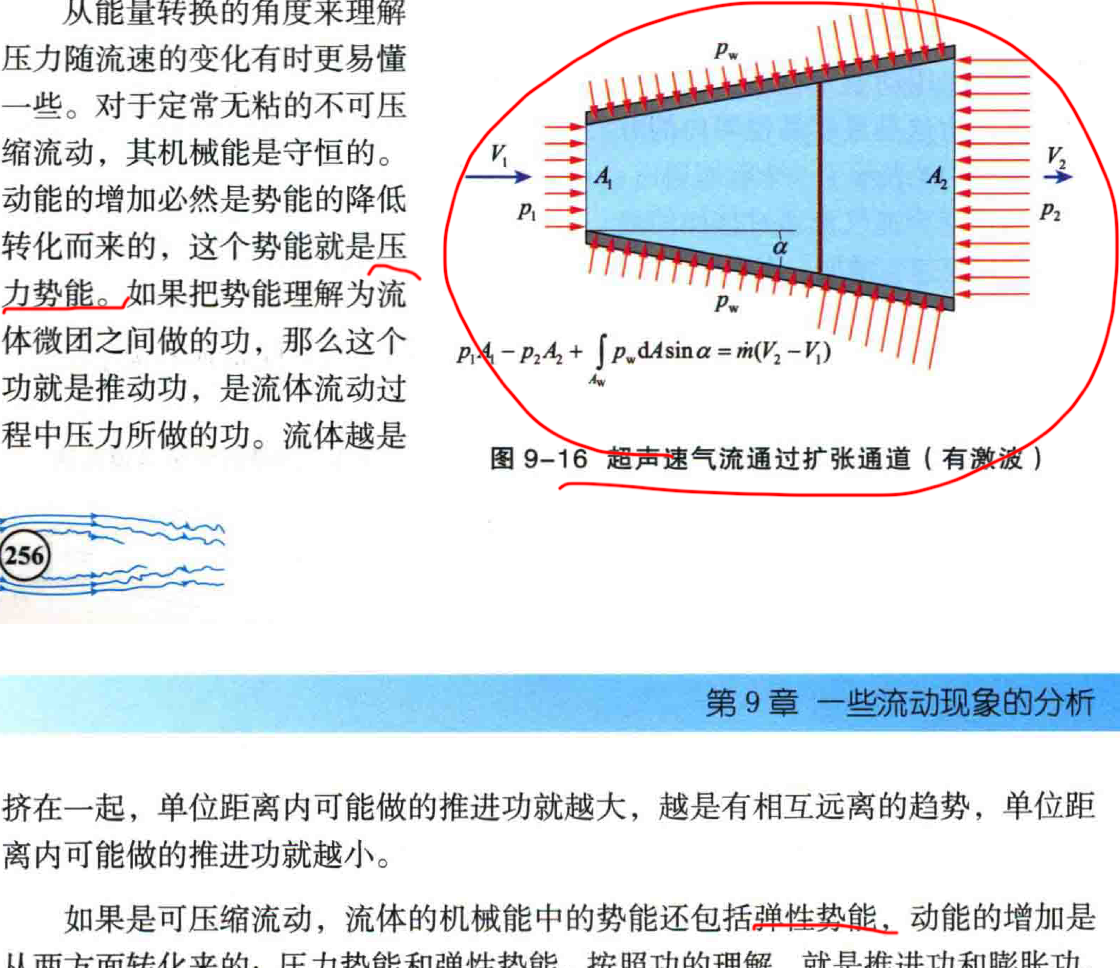 从能量转换的角度来理解
压力随流速的变化有时更易懂
一些。对于定常无粘的不可压
缩流动，其机械能是守恒的。
动能的增加必然是势能的降低
转化而来的，这个势能就是压
力势能。如果把势能理解为流
体微团之间做的功，那么这个
功就是推动功，是流体流动过
程中压力所做的功。流体越是
p_w
V_1
A_1
p_1
α
A_2
V_2
p_2
p_w
p_1A_1 − p_2A_2 + ∫_{A_w} p_w dA sin α = ṁ(V_2 − V_1)
图 9-16 超声速气流通过扩张通道（有激波）
256
第 9 章 一些流动现象的分析
挤在一起，单位距离内可能做的推进功就越大，越是有相互远离的趋势，单位距
离内可能做的推进功就越小。
如果是可压缩流动，流体的机械能中的势能还包括弹性势能，动能的增加是
从两方面转化来的：压力势能和弹性势能。按照功的理解，就是推进功和膨胀功。